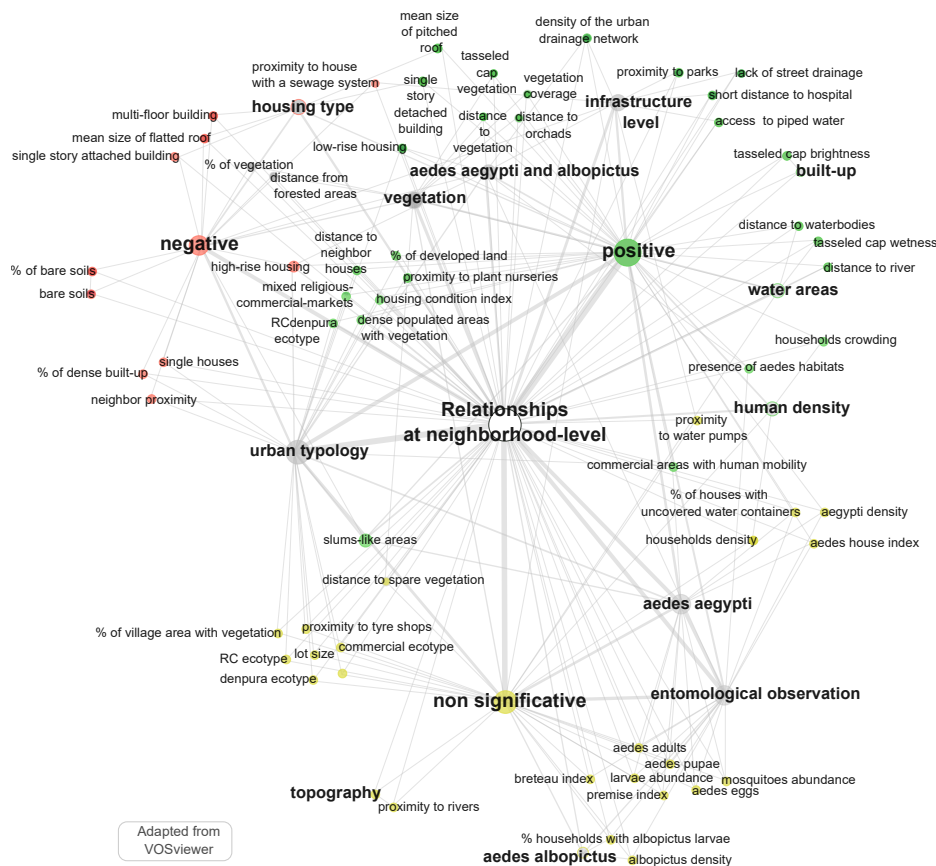 mean size
of pitched
roof
density of the urban
drainage network
tasseled
cap
vegetation
proximity to house
with a sewage system
single
story
detached
building
vegetation
coverage
proximity to parks
lack of street drainage
housing type
infrastructure
level
short distance to hospital
multi-floor building
distance
to
vegetation
distance to
orchads
access to piped water
mean size of flatted roof
low-rise housing
single story attached building
tasseled cap brightness
% of vegetation
distance from
forested areas
aedes aegypti and albopictus
built-up
vegetation
distance to waterbodies
negative
distance to
neighbor
houses
positive
tasseled cap wetness
% of developed land
high-rise housing
distance to river
% of bare soils
proximity to plant nurseries
mixed religious-
commercial-markets
water areas
bare soils
housing condition index
RCdenpura
ecotype
dense populated areas
with vegetation
households crowding
single houses
presence of aedes habitats
% of dense built-up
neighbor proximity
Relationships
at neighborhood-level
human density
proximity
to water pumps
urban typology
commercial areas with human mobility
% of houses with
uncovered water containers
aegypti density
slums-like areas
households density
aedes house index
distance to spare vegetation
aedes aegypti
% of village area with vegetation
proximity to tyre shops
commercial ecotype
RC ecotype
lot size
denpura ecotype
entomological observation
non significative
aedes adults
aedes pupae
breteau index
larvae abundance
mosquitoes abundance
topography
premise index
aedes eggs
proximity to rivers
Adapted from
VOSviewer
% households with albopictus larvae
aedes albopictus
albopictus density